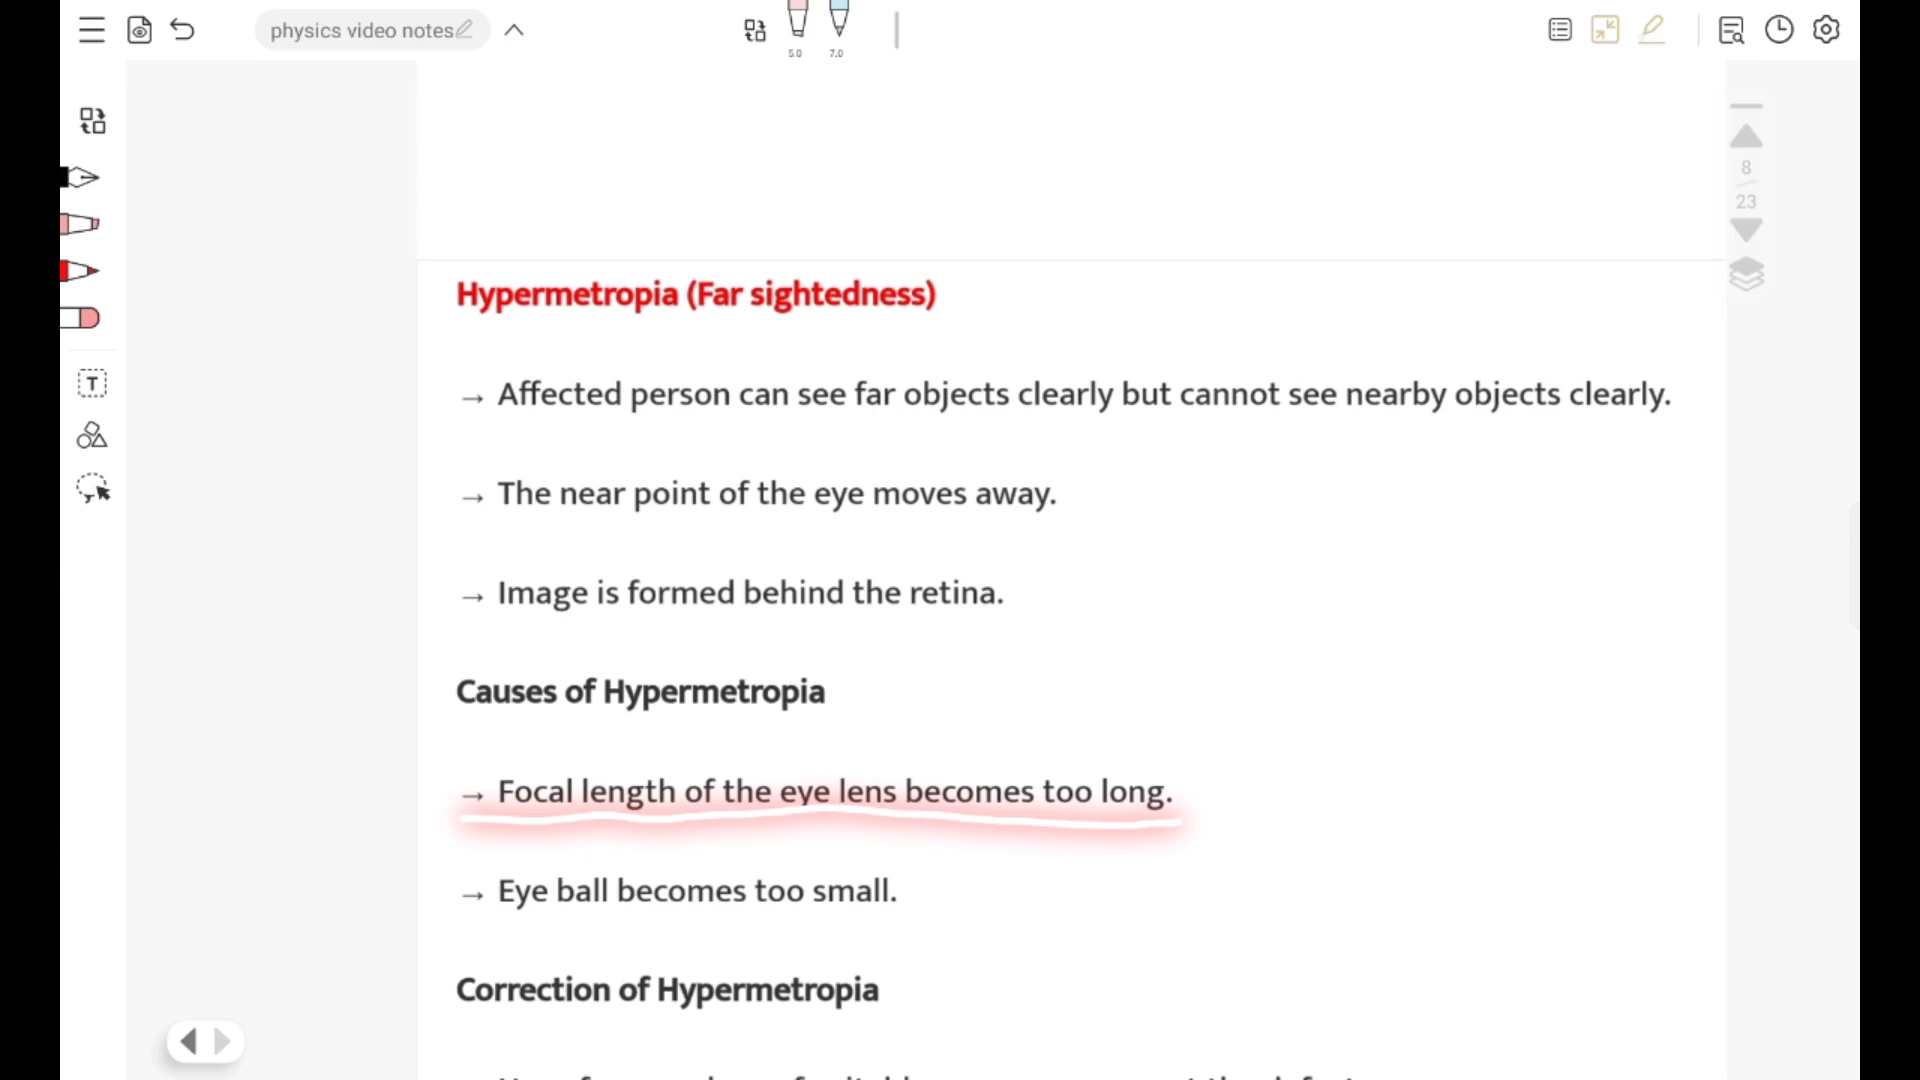 physics video notes
5.0
7.0
8
23
T
Hypermetropia (Far sightedness)
→ Affected person can see far objects clearly but cannot see nearby objects clearly.
→ The near point of the eye moves away.
→ Image is formed behind the retina.
Causes of Hypermetropia
→ Focal length of the eye lens becomes too long.
→ Eye ball becomes too small.
Correction of Hypermetropia